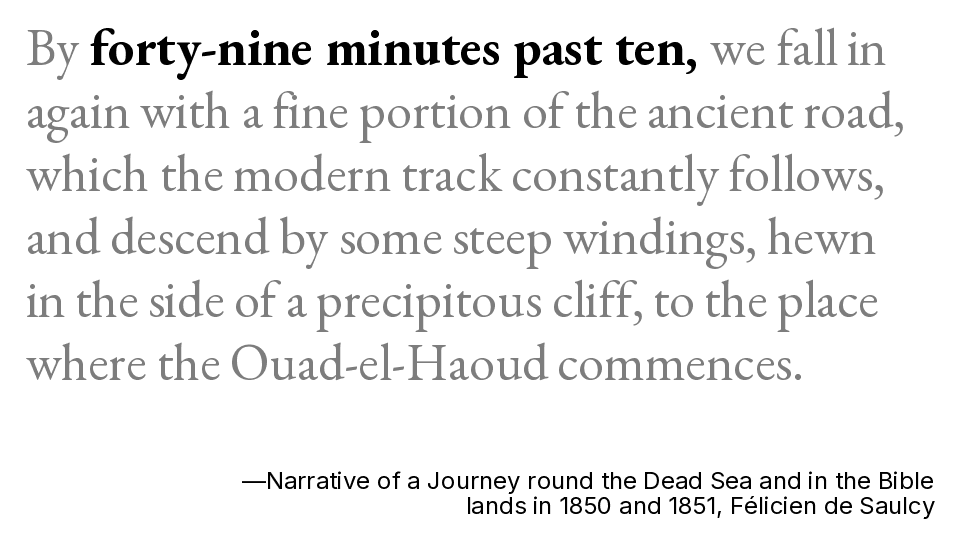 By forty-nine minutes past ten, we fall in
again with a fine portion of the ancient road,
which the modern track constantly follows,
and descend by some steep windings, hewn
in the side of a precipitous cliff, to the place
where the Ouad-el-Haoud commences.
—Narrative of a Journey round the Dead Sea and in the Bible
lands in 1850 and 1851, Félicien de Saulcy